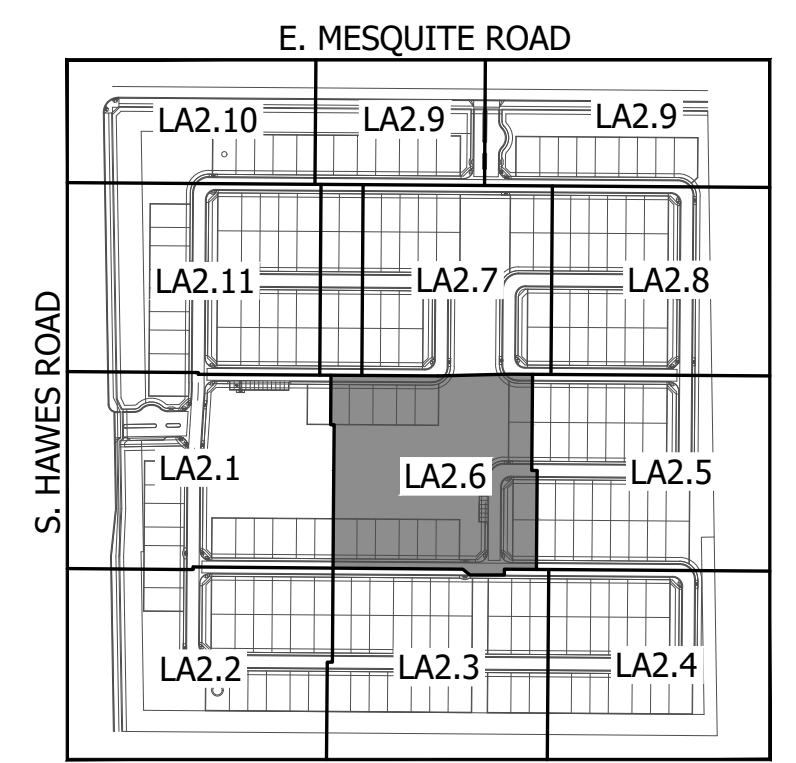 E. MESQUITE ROAD
LA2.10 LA2.9 LA2.9
LA2.11 LA2.7 LA2.8
S. HAWES ROAD
LA2.1 LA2.6 LA2.5
LA2.2 LA2.3 LA2.4